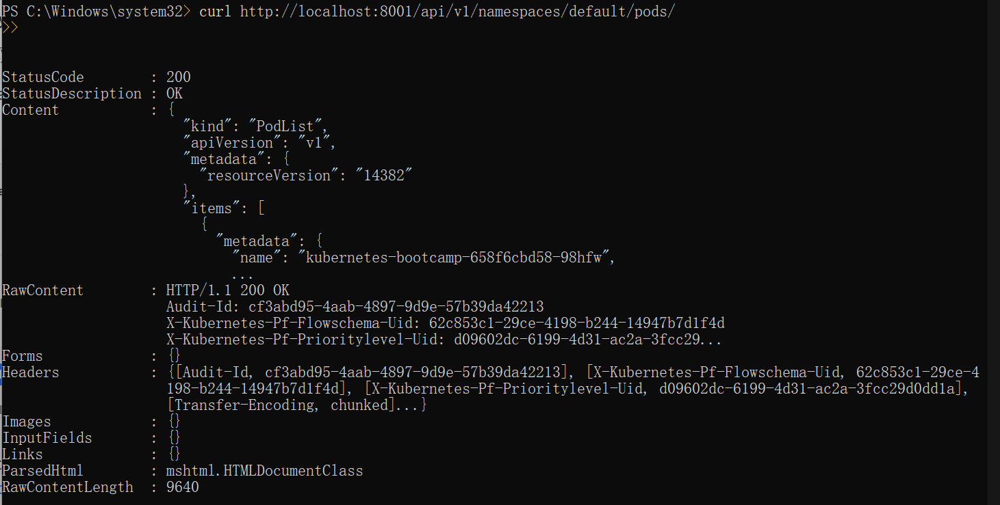 PS C:\Windows\system32> curl http://localhost:8001/api/v1/namespaces/default/pods/
>>
StatusCode        : 200
StatusDescription : OK
Content           : {
                      "kind": "PodList",
                      "apiVersion": "v1",
                      "metadata": {
                        "resourceVersion": "14382"
                      },
                      "items": [
                        {
                          "metadata": {
                            "name": "kubernetes-bootcamp-658f6cbd58-98hfw",
                            ...
RawContent        : HTTP/1.1 200 OK
                    Audit-Id: cf3abd95-4aab-4897-9d9e-57b39da42213
                    X-Kubernetes-Pf-Flowschema-Uid: 62c853c1-29ce-4198-b244-14947b7d1f4d
                    X-Kubernetes-Pf-Prioritylevel-Uid: d09602dc-6199-4d31-ac2a-3fcc29...
Forms             : {}
Headers           : {[Audit-Id, cf3abd95-4aab-4897-9d9e-57b39da42213], [X-Kubernetes-Pf-Flowschema-Uid, 62c853c1-29ce-4
                    198-b244-14947b7d1f4d], [X-Kubernetes-Pf-Prioritylevel-Uid, d09602dc-6199-4d31-ac2a-3fcc29d0dd1a],
                    [Transfer-Encoding, chunked]...}
Images            : {}
InputFields       : {}
Links             : {}
ParsedHtml        : mshtml.HTMLDocumentClass
RawContentLength  : 9640